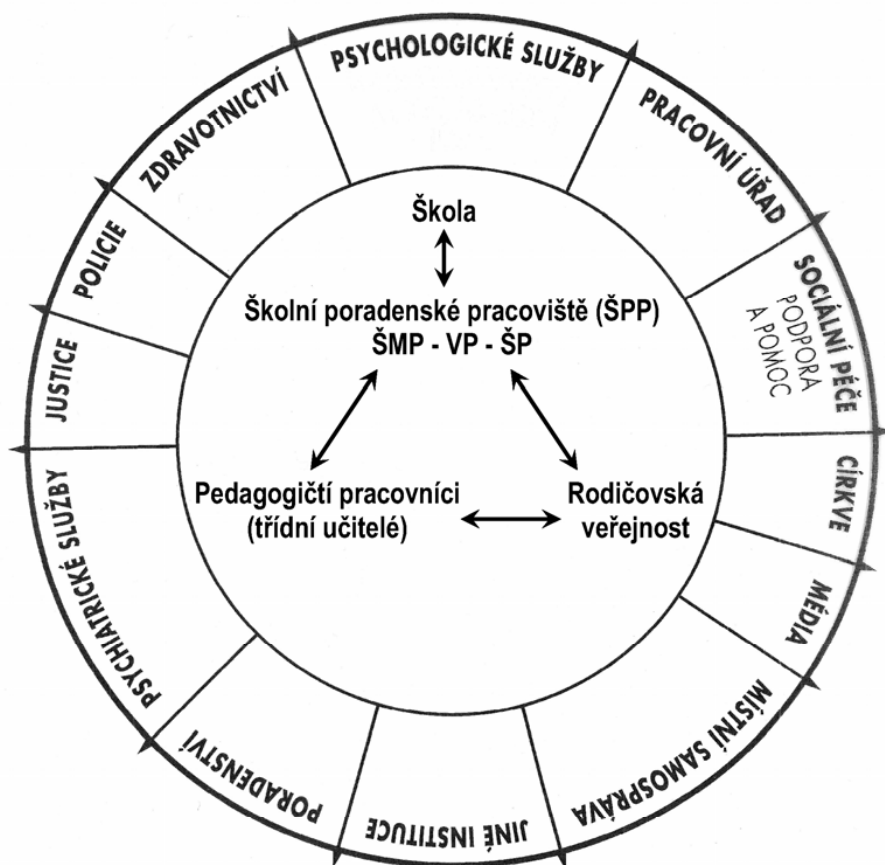 PSYCHOLOGICKÉ SLUŽBY
PRACOVNÍ ÚŘAD
SOCIÁLNÍ PÉČE
PODPORA
A POMOC
CÍRKVE
MÉDIA
MÍSTNÍ SAMOSPRÁVA
JINÉ INSTITUCE
PORADENSTVÍ
PSYCHIATRICKÉ SLUŽBY
JUSTICE
POLICIE
ZDRAVOTNICTVÍ
Škola
Školní poradenské pracoviště (ŠPP)
ŠMP - VP - ŠP
Pedagogičtí pracovníci
(třídní učitelé)
Rodičovská
veřejnost